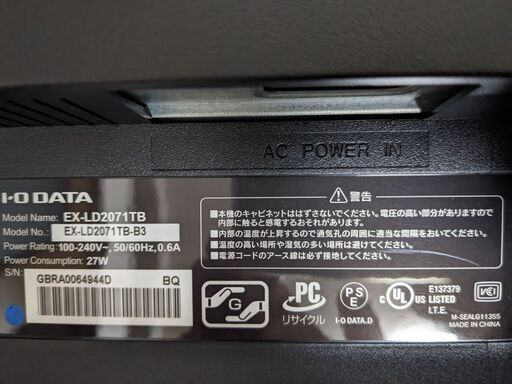 AC POWER IN
I-O DATA
Model Name: EX-LD2071TB
Model No.: EX-LD2071TB-B3
Power Rating: 100-240V~, 50/60Hz, 0.6A
Power Consumption: 27W
S/N:
GBRA0064944D BQ
警告
■本機のキャビネットははずさないでください。電圧の高い部分がありますので
内部に触ると感電するおそれがあります。
■内部の温度が上昇するので通気孔の周囲に適当な間隔をおいてください。
■温度の高い場所や湿気の多い場所は避けてください。
■電源コードのアース線は必ず接地してください。
G
PC
リサイクル
PS
E
I-O DATA.D
C UL US LISTED
E137379
I.T.E.
VCI
M-SEALG11355
MADE IN CHINA